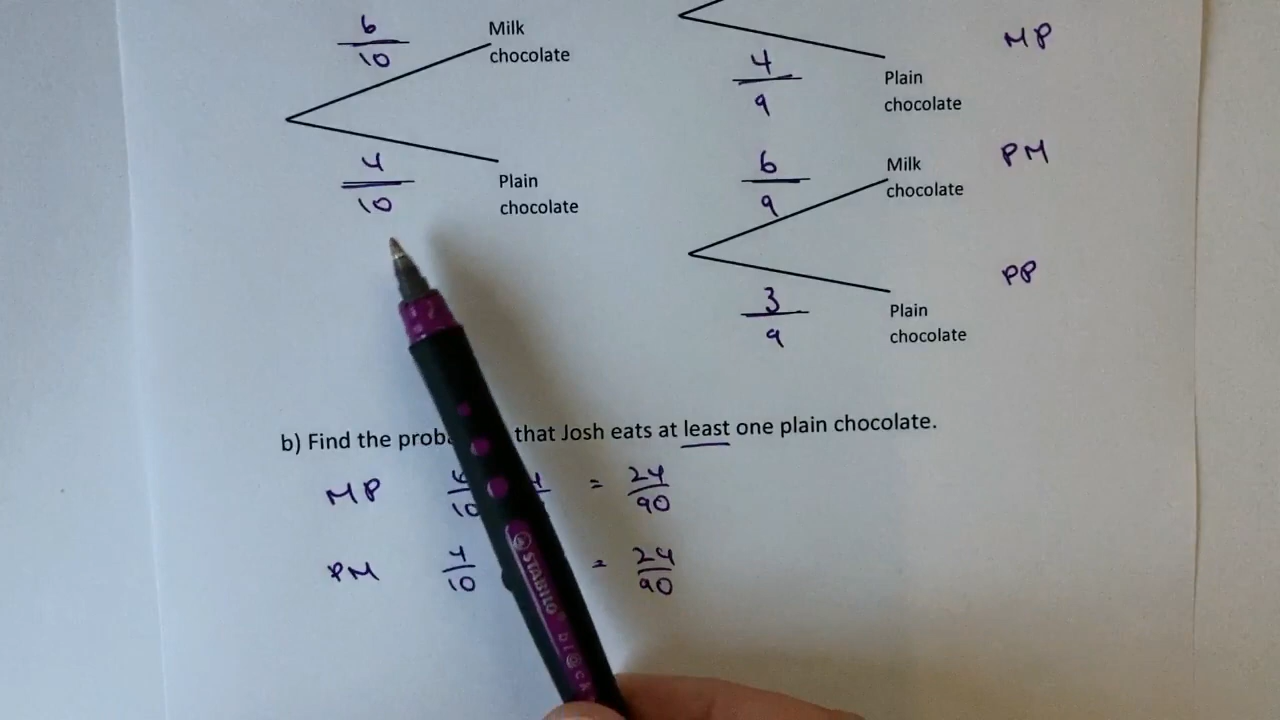 6/10
Milk
chocolate
4/10
Plain
chocolate
4/9
Plain
chocolate
MP
6/9
Milk
chocolate
PM
3/9
Plain
chocolate
PP
b) Find the that Josh eats at least one plain chocolate.
MP = 24/90
PM 4/10 = 24/90
STABILO